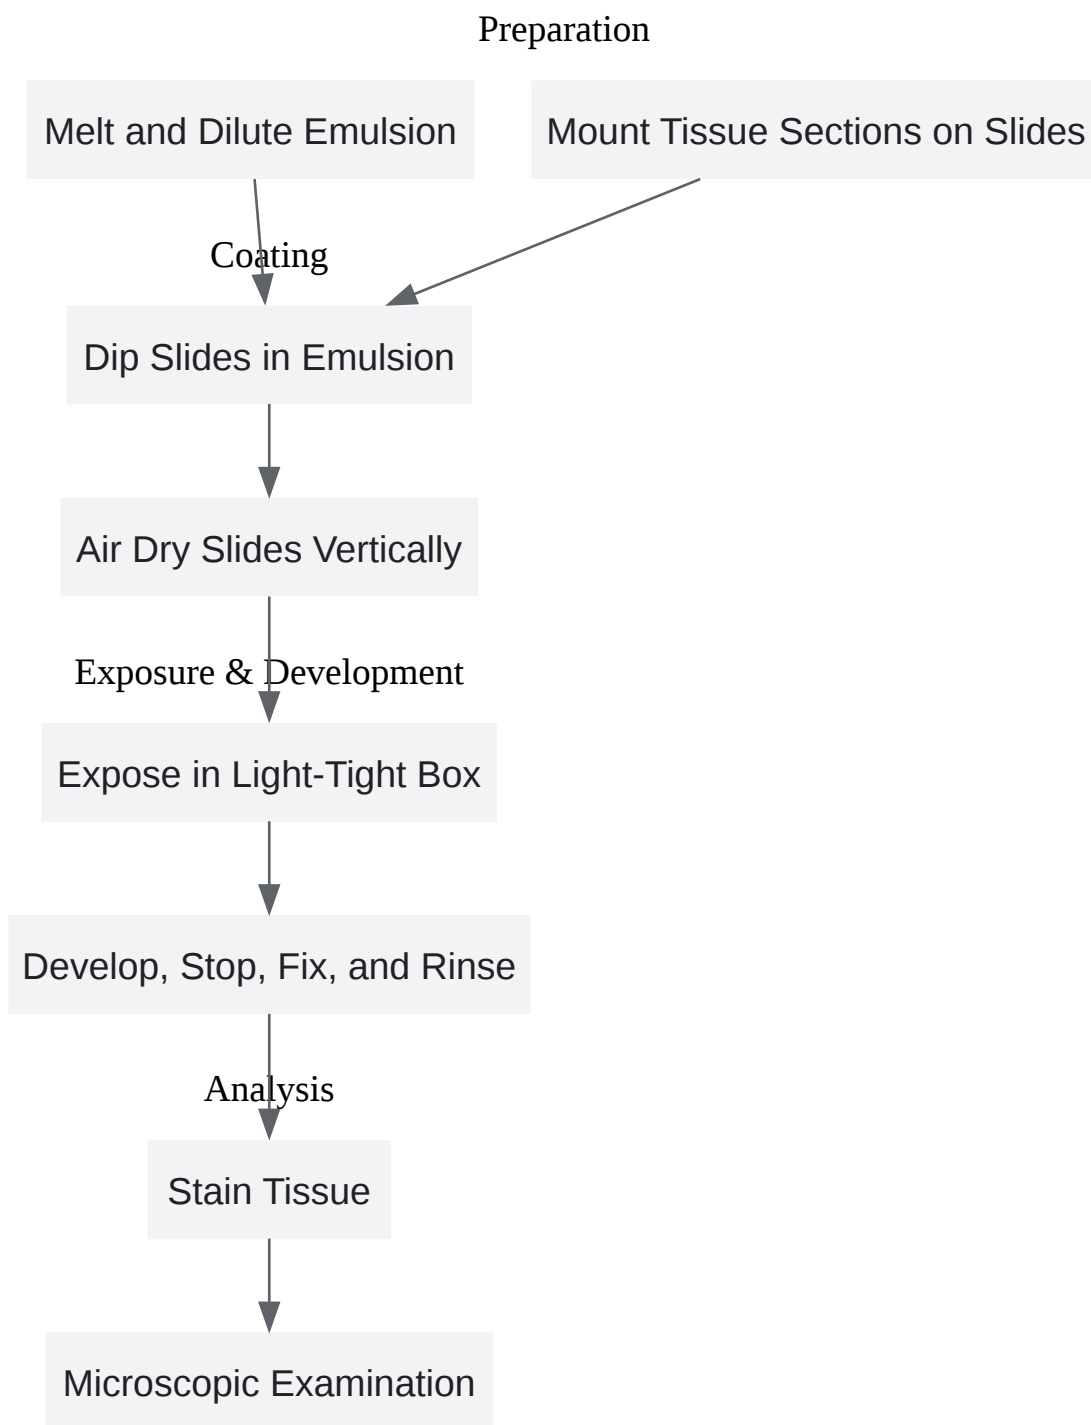 Preparation
Melt and Dilute Emulsion
Mount Tissue Sections on Slides
Coating
Dip Slides in Emulsion
Air Dry Slides Vertically
Exposure & Development
Expose in Light-Tight Box
Develop, Stop, Fix, and Rinse
Analysis
Stain Tissue
Microscopic Examination